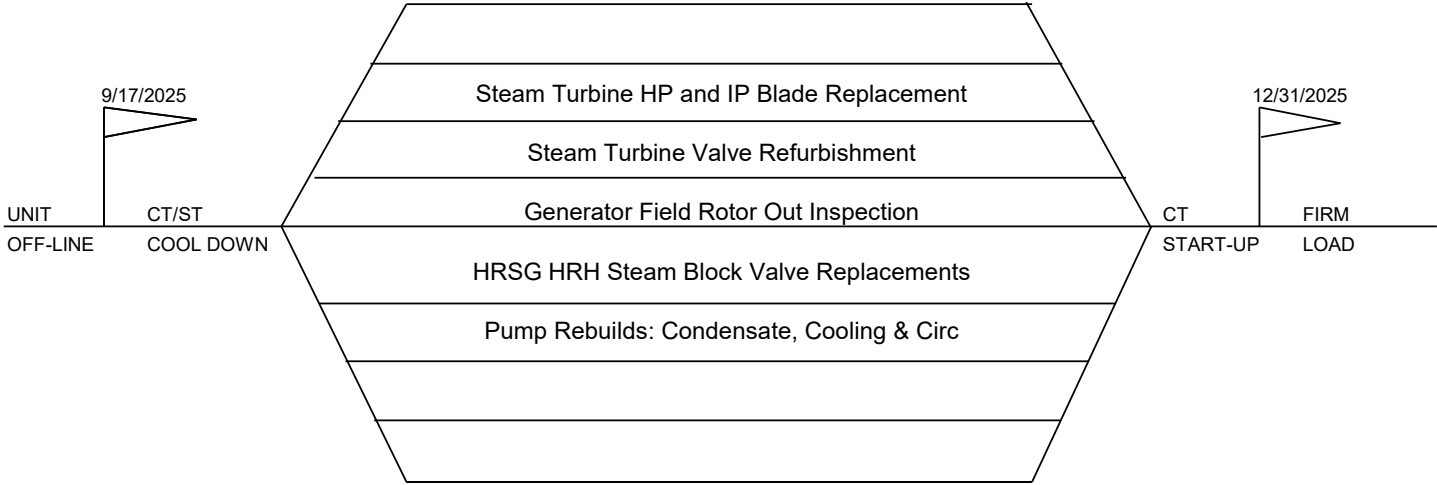 Steam Turbine HP and IP Blade Replacement
9/17/2025
12/31/2025
Steam Turbine Valve Refurbishment
UNIT
CT/ST
Generator Field Rotor Out Inspection
CT
FIRM
OFF-LINE
COOL DOWN
START-UP
LOAD
HRSG HRH Steam Block Valve Replacements
Pump Rebuilds: Condensate, Cooling & Circ